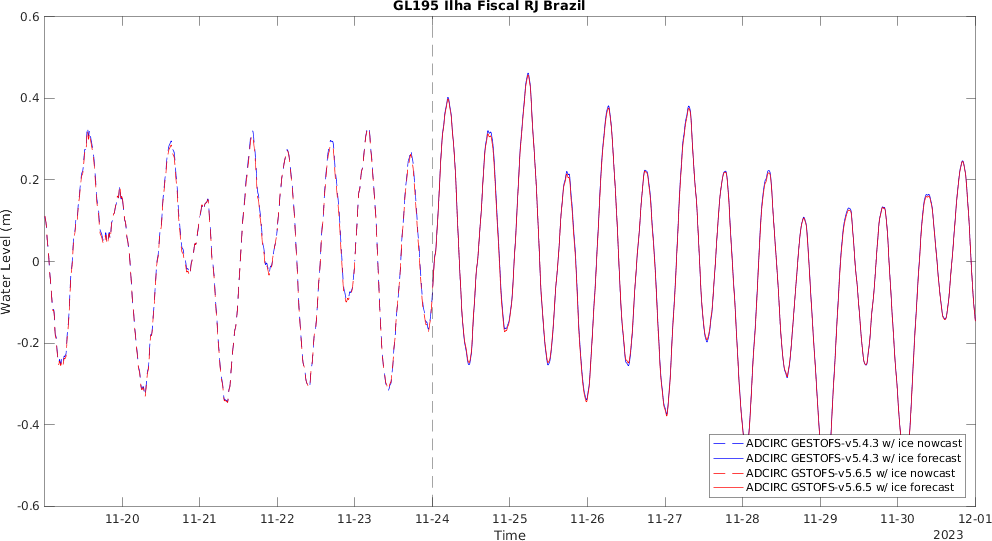 GL195 Ilha Fiscal RJ Brazil
0.6
0.4
0.2
0
-0.2
-0.4
-0.6
Water Level (m)
ADCIRC GESTOFS-v5.4.3 w/ ice nowcast
ADCIRC GESTOFS-v5.4.3 w/ ice forecast
ADCIRC GSTOFS-v5.6.5 w/ ice nowcast
ADCIRC GSTOFS-v5.6.5 w/ ice forecast
11-20 11-21 11-22 11-23 11-24 11-25 11-26 11-27 11-28 11-29 11-30 12-01
Time
2023